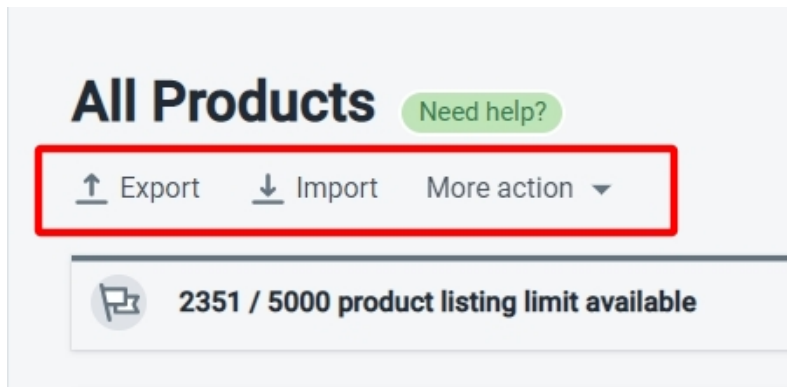 All Products Need help?
Export Import More action
2351 / 5000 product listing limit available